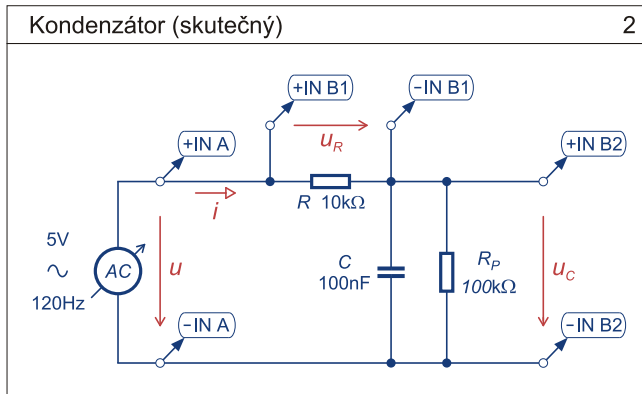 Kondenzátor (skutečný) 2
+IN B1 −IN B1
+IN A u_R +IN B2
i R 10kΩ
5V
AC u C 100nF R_P 100kΩ u_C
120Hz
−IN A −IN B2